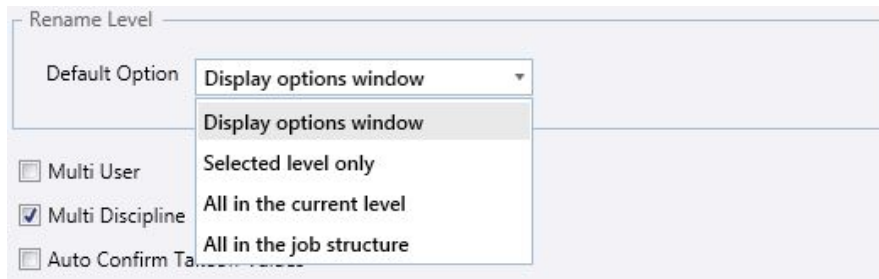 Rename Level
Default Option Display options window
Display options window
Selected level only
Multi User
All in the current level
Multi Discipline
All in the job structure
Auto Confirm Values